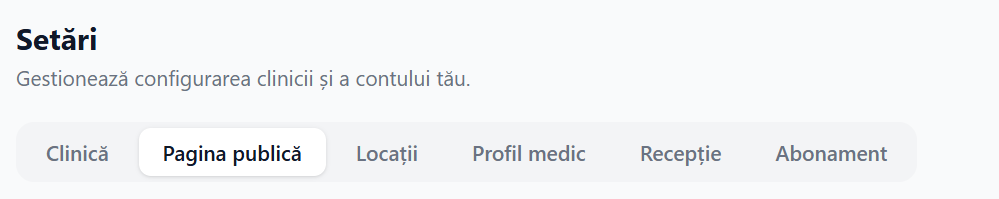 Setări
Gestionează configurarea clinicii și a contului tău.
Clinică Pagina publică Locații Profil medic Recepție Abonament